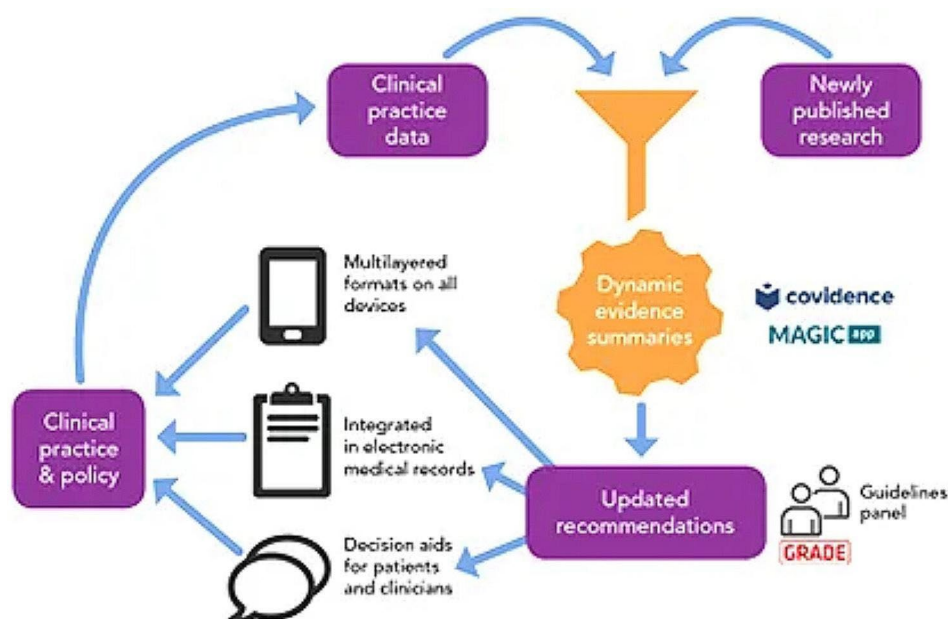 Clinical
practice
data
Newly
published
research
Multilayered
formats on all
devices
Dynamic
evidence
summaries
covidence
MAGIC app
Clinical
practice
& policy
Integrated
in electronic
medical records
Updated
recommendations
Guidelines
panel
GRADE
Decision aids
for patients
and clinicians